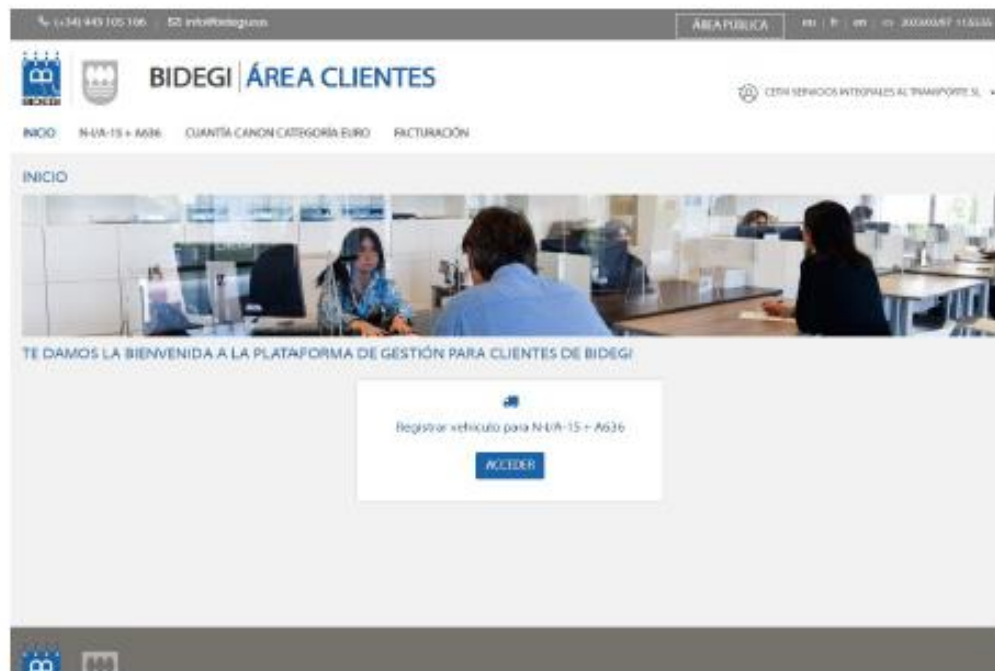 ÁREA PÚBLICA
BIDEGI | ÁREA CLIENTES
BIDEGI
INICIO N-I/A-15 + A636 CUANTÍA CANON CATEGORÍA EURO FACTURACIÓN
INICIO
TE DAMOS LA BIENVENIDA A LA PLATAFORMA DE GESTIÓN PARA CLIENTES DE BIDEGI
Registrar vehículo para N-I/A-15 + A636
ACCEDER